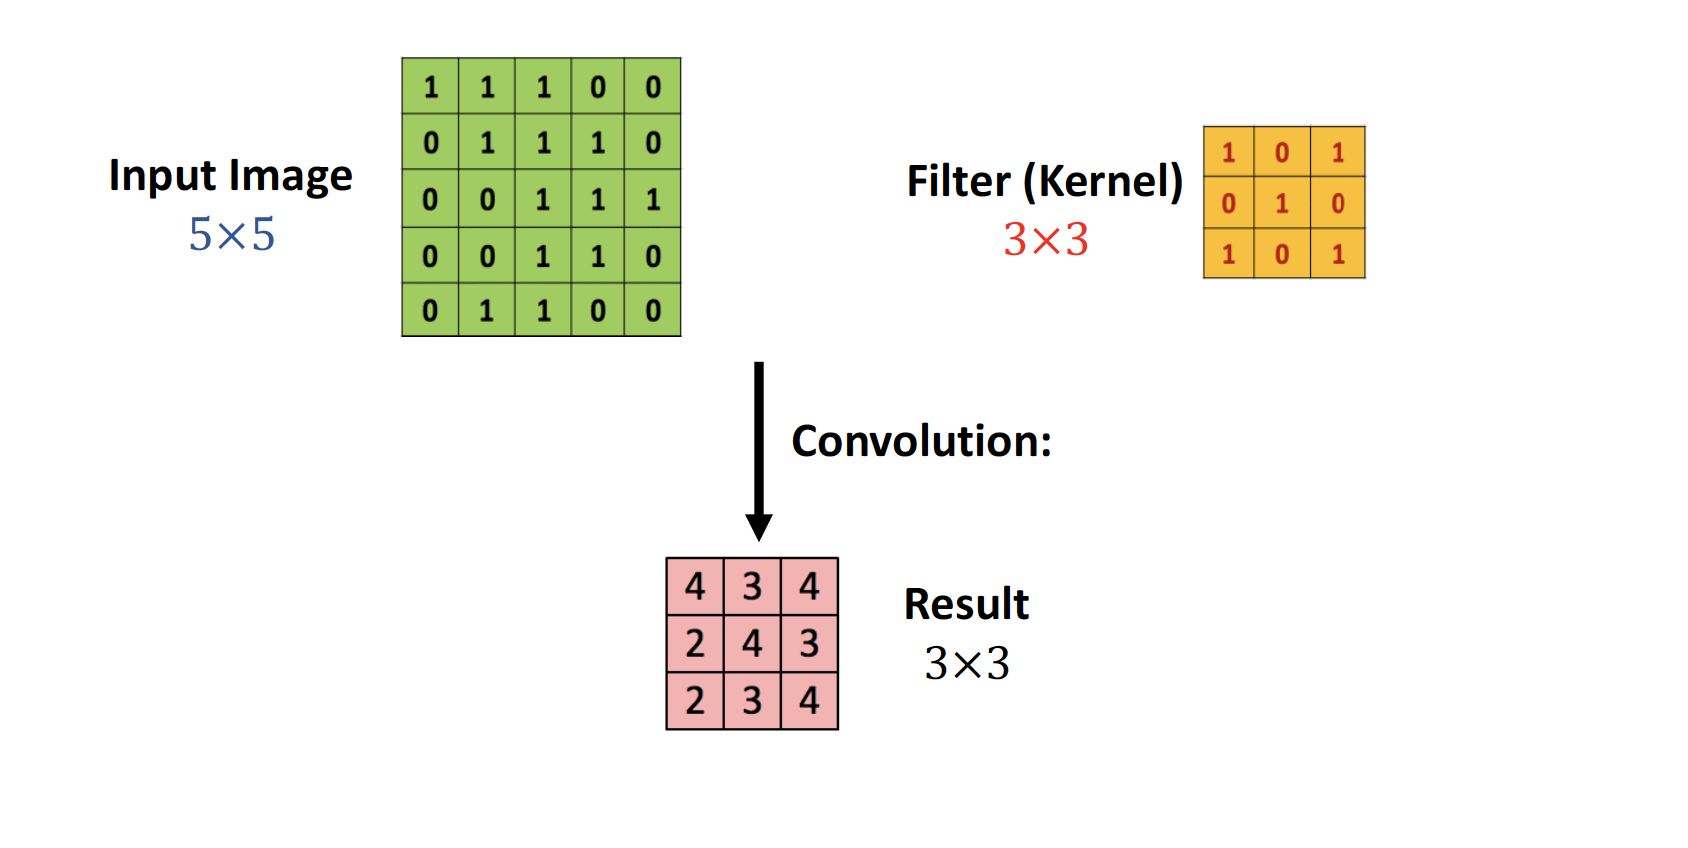 Input Image
5×5
1 1 1 0 0
0 1 1 1 0
0 0 1 1 1
0 0 1 1 0
0 1 1 0 0
Filter (Kernel)
3×3
1 0 1
0 1 0
1 0 1
Convolution:
4 3 4
2 4 3
2 3 4
Result
3×3